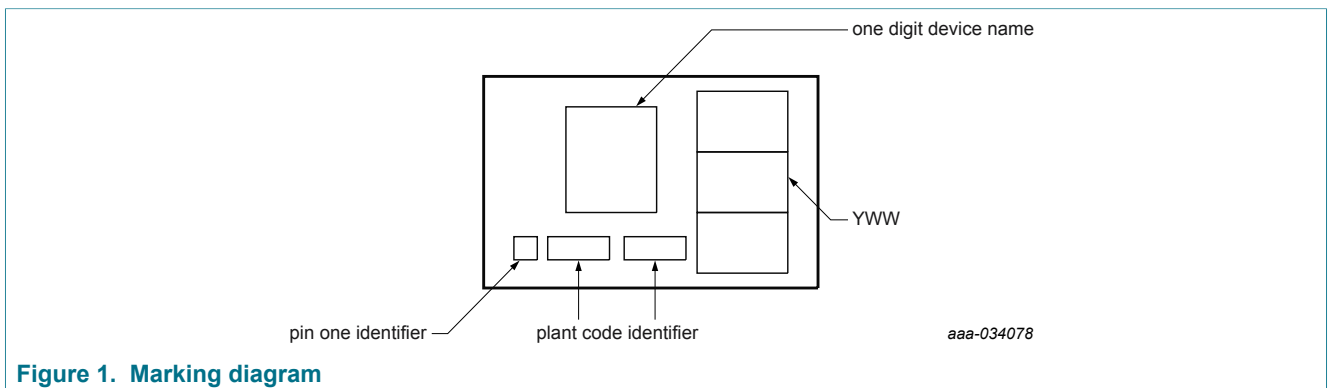 one digit device name
YWW
pin one identifier
plant code identifier
aaa-034078
Figure 1. Marking diagram